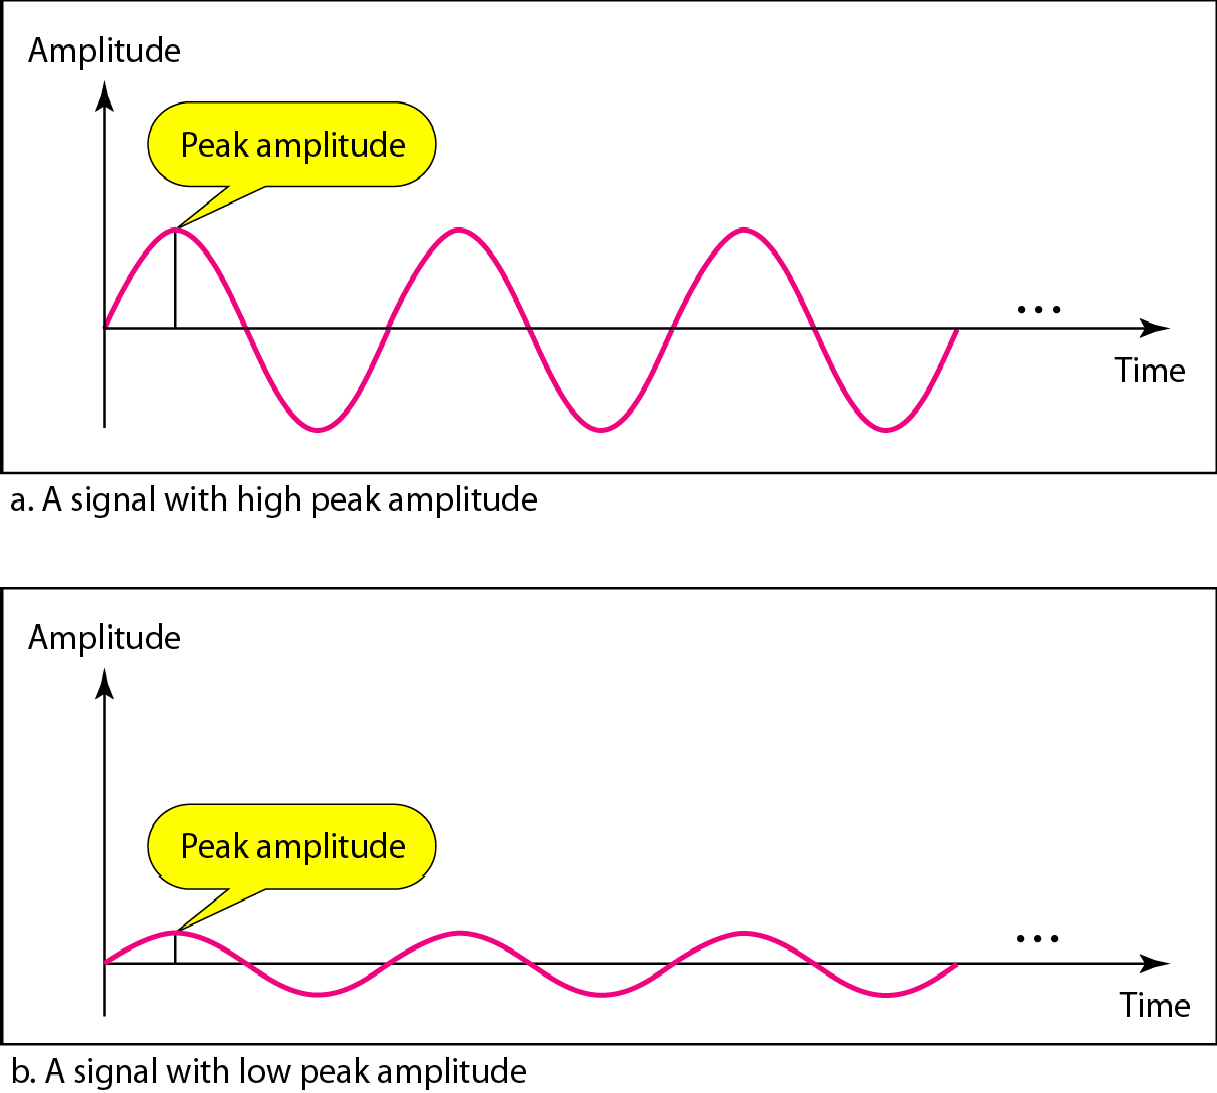 Amplitude
Peak amplitude
...
Time
a. A signal with high peak amplitude
Amplitude
Peak amplitude
...
Time
b. A signal with low peak amplitude